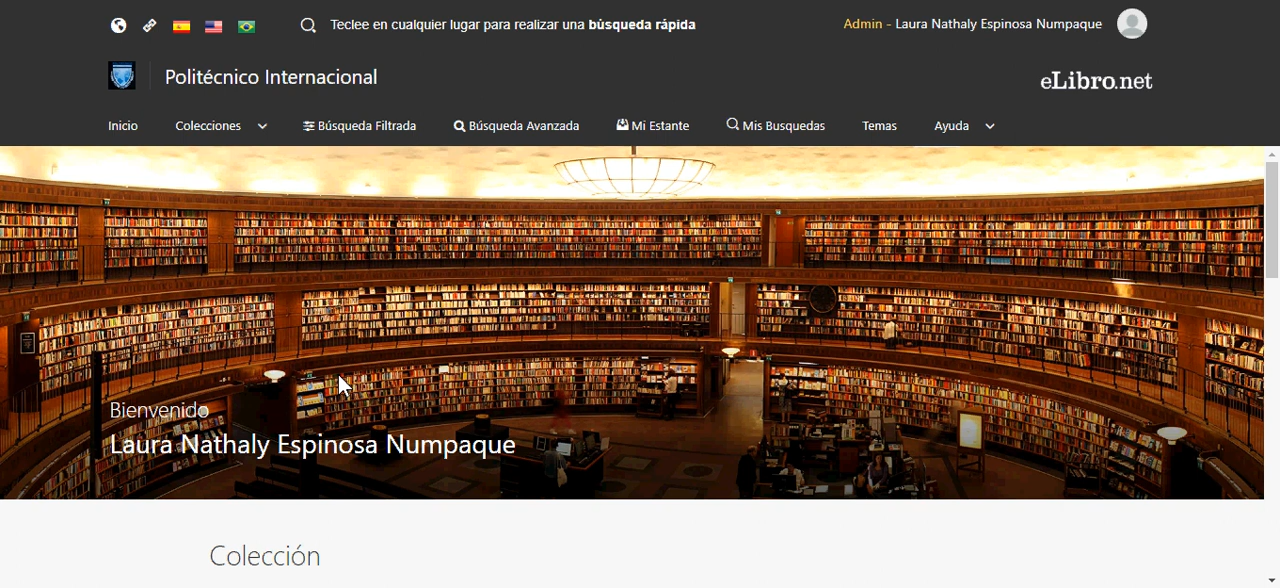 Teclee en cualquier lugar para realizar una búsqueda rápida
Admin - Laura Nathaly Espinosa Numpaque
Politécnico Internacional
eLibro.net
Inicio
Colecciones
Búsqueda Filtrada
Búsqueda Avanzada
Mi Estante
Mis Busquedas
Temas
Ayuda
Bienvenido
Laura Nathaly Espinosa Numpaque
Colección